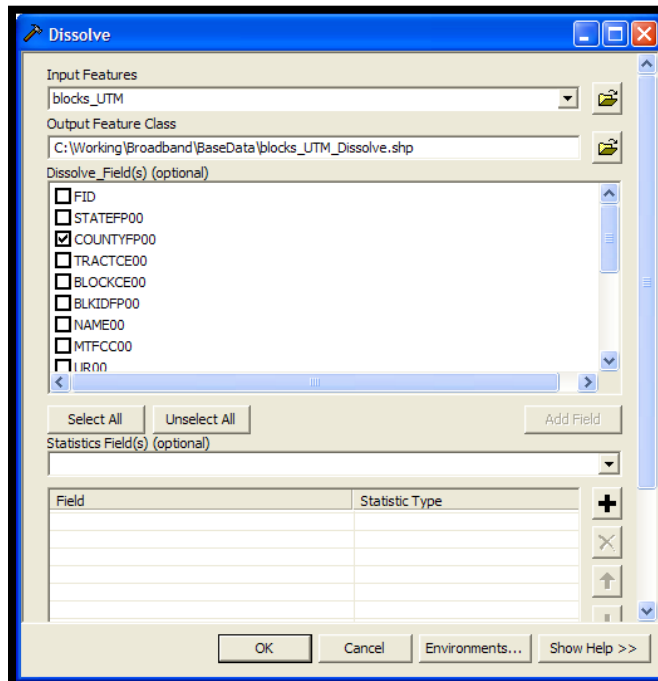 Dissolve
Input Features
blocks_UTM
Output Feature Class
C:\Working\Broadband\BaseData\blocks_UTM_Dissolve.shp
Dissolve_Field(s) (optional)
FID
STATEFP00
COUNTYFP00
TRACTCE00
BLOCKCE00
BLKIDFP00
NAME00
MTFCC00
UR00
Select All Unselect All Add Field
Statistics Field(s) (optional)
Field Statistic Type
OK Cancel Environments... Show Help >>